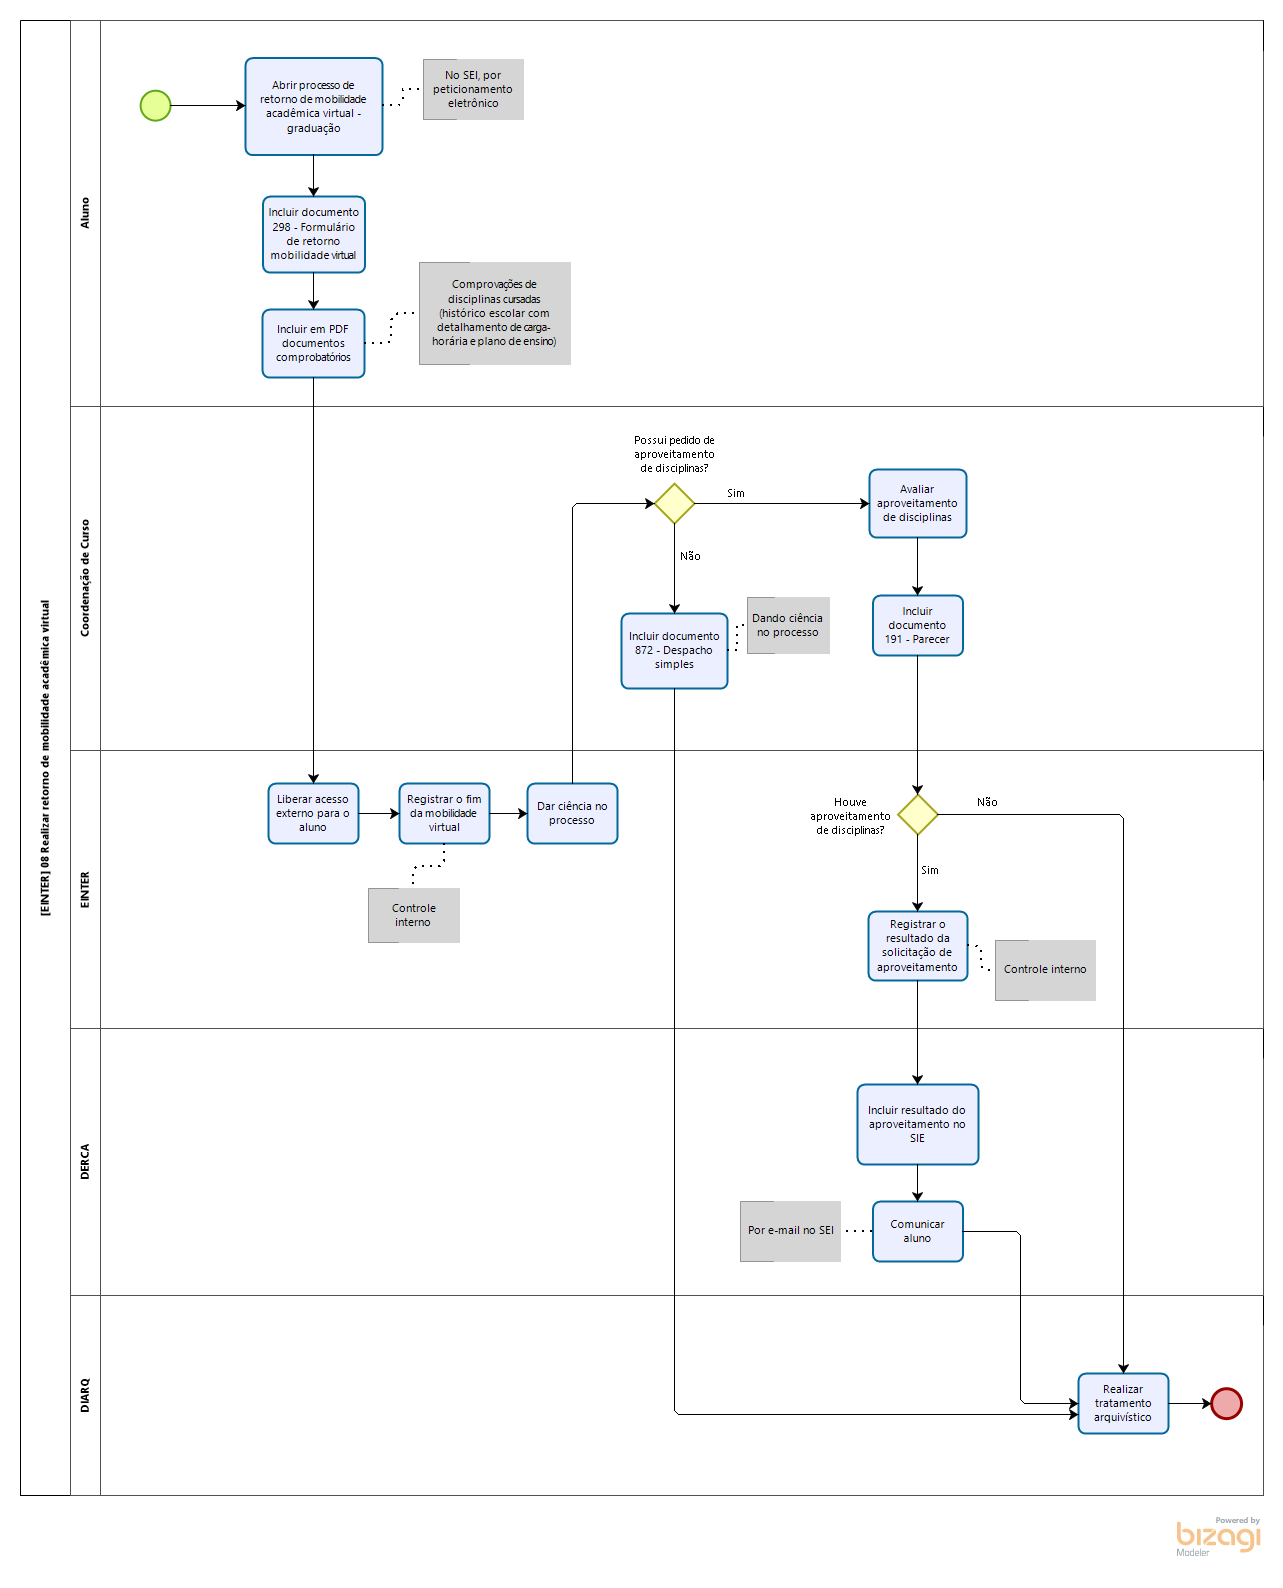 [EINTER] 08 Realizar retorno de mobilidade acadêmica virtual
Aluno
Abrir processo de
retorno de mobilidade
acadêmica virtual -
graduação
No SEI, por
peticionamento
eletrônico
Incluir documento
298 - Formulário
de retorno
mobilidade virtual
Incluir em PDF
documentos
comprobatórios
Comprovações de
disciplinas cursadas
(histórico escolar com
detalhamento de carga-
horária e plano de ensino)
Coordenação de Curso
Possui pedido de
aproveitamento
de disciplinas?
Sim
Não
Avaliar
aproveitamento
de disciplinas
Incluir documento
872 - Despacho
simples
Dando ciência
no processo
Incluir
documento
191 - Parecer
EINTER
Liberar acesso
externo para o
aluno
Registrar o fim
da mobilidade
virtual
Dar ciência no
processo
Controle
interno
Houve
aproveitamento
de disciplinas?
Não
Sim
Registrar o
resultado da
solicitação de
aproveitamento
Controle interno
DERCA
Incluir resultado do
aproveitamento no
SIE
Por e-mail no SEI
Comunicar
aluno
DIARQ
Realizar
tratamento
arquivístico
Powered by
bizagi
Modeler